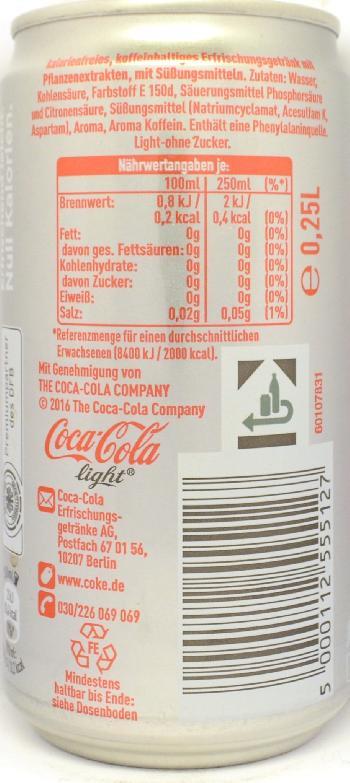 Kalorienfreies, koffeinhaltiges Erfrischungsgetränk mit
Pflanzenextrakten, mit Süßungsmitteln. Zutaten: Wasser,
Kohlensäure, Farbstoff E 150d, Säuerungsmittel Phosphorsäure
und Citronensäure, Süßungsmittel (Natriumcyclamat, Acesulfam K,
Aspartam), Aroma, Aroma Koffein. Enthält eine Phenylalaninquelle.
Light-ohne Zucker.
Nährwertangaben je:
100ml 250ml (%*)
Brennwert: 0,8 kJ / 2 kJ /
0,2 kcal 0,4 kcal (0%)
Fett: 0g 0g (0%)
davon ges. Fettsäuren: 0g 0g (0%)
Kohlenhydrate: 0g 0g (0%)
davon Zucker: 0g 0g (0%)
Eiweiß: 0g 0g (0%)
Salz: 0,02g 0,05g (1%)
*Referenzmenge für einen durchschnittlichen
Erwachsenen (8400 kJ / 2000 kcal).
e 0,25L
Mit Genehmigung von
THE COCA-COLA COMPANY
© 2016 The Coca-Cola Company
Coca-Cola
light®
Coca-Cola
Erfrischungs-
getränke AG,
Postfach 67 01 56,
10207 Berlin
www.coke.de
030/226 069 069
FE
Mindestens
haltbar bis Ende:
siehe Dosenboden
60107831
5 000112 555127
Null Kalorien.
Premiumpartner
des DFB